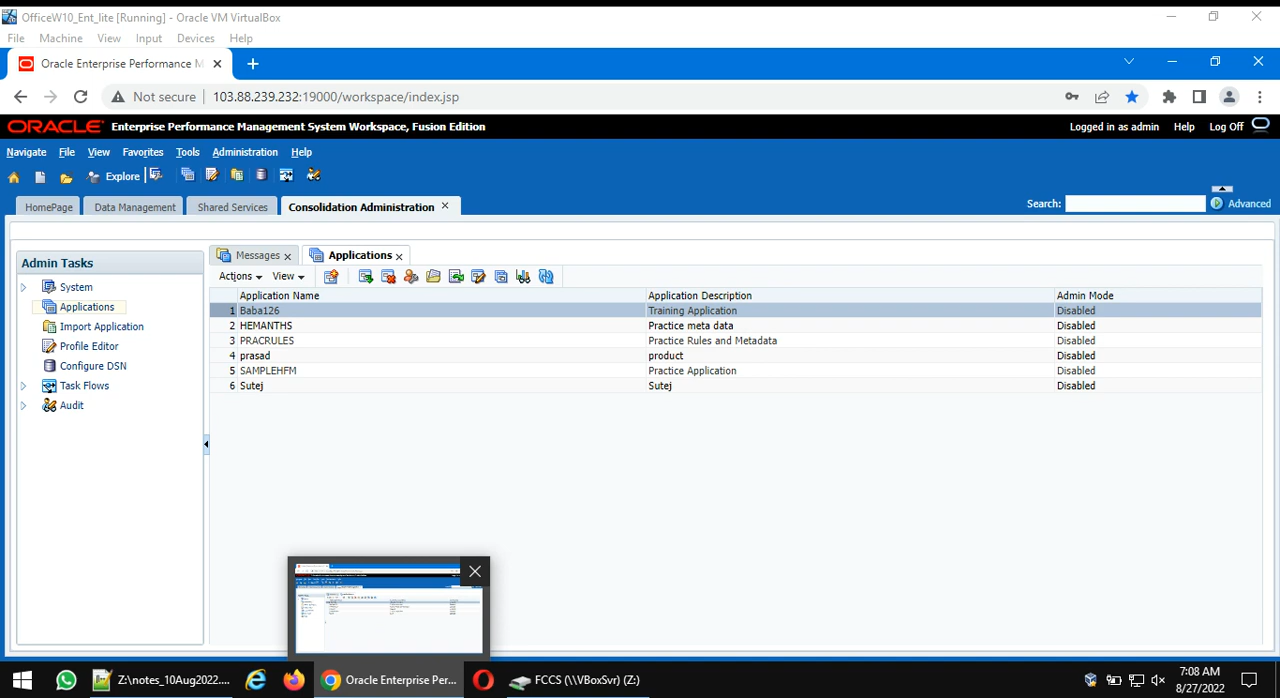 OfficeW10_Ent_lite [Running] - Oracle VM VirtualBox
File Machine View Input Devices Help
Oracle Enterprise Performance M
Not secure 103.88.239.232:19000/workspace/index.jsp
ORACLE Enterprise Performance Management System Workspace, Fusion Edition Logged in as admin Help Log Off
Navigate File View Favorites Tools Administration Help
Explore
HomePage Data Management Shared Services Consolidation Administration Search: Advanced
Admin Tasks
System
Applications
Import Application
Profile Editor
Configure DSN
Task Flows
Audit
Messages Applications
Actions View
Application Name Application Description Admin Mode
1 Baba126 Training Application Disabled
2 HEMANTHS Practice meta data Disabled
3 PRACRULES Practice Rules and Metadata Disabled
4 prasad product Disabled
5 SAMPLEHFM Practice Application Disabled
6 Sutej Sutej Disabled
Z:\notes_10Aug2022.... Oracle Enterprise Per... FCCS (\\VBoxSvr) (Z:)
7:08 AM
8/27/2022